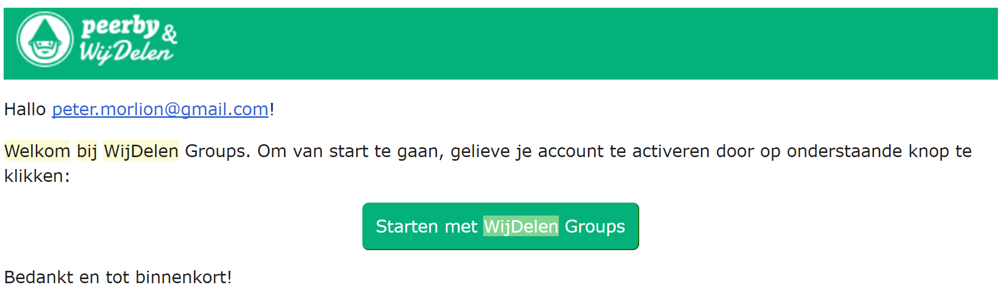 peerby &
WijDelen
Hallo peter.morlion@gmail.com!
Welkom bij WijDelen Groups. Om van start te gaan, gelieve je account te activeren door op onderstaande knop te
klikken:
Starten met WijDelen Groups
Bedankt en tot binnenkort!